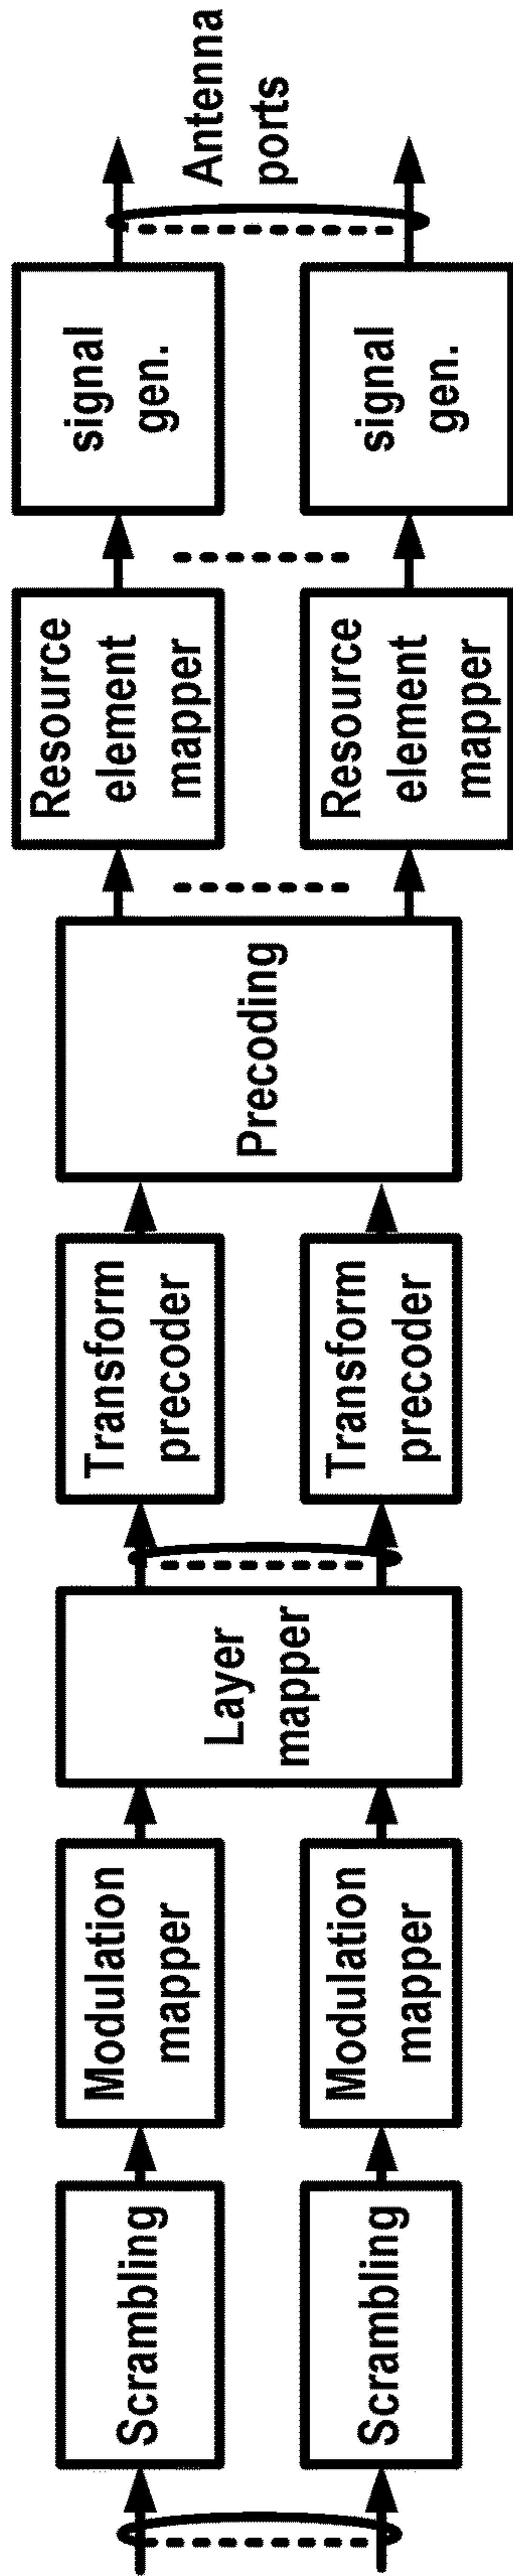 Scrambling
Scrambling
Modulation
mapper
Modulation
mapper
Layer
mapper
Transform
precoder
Transform
precoder
Precoding
Resource
element
mapper
Resource
element
mapper
signal
gen.
signal
gen.
Antenna
ports